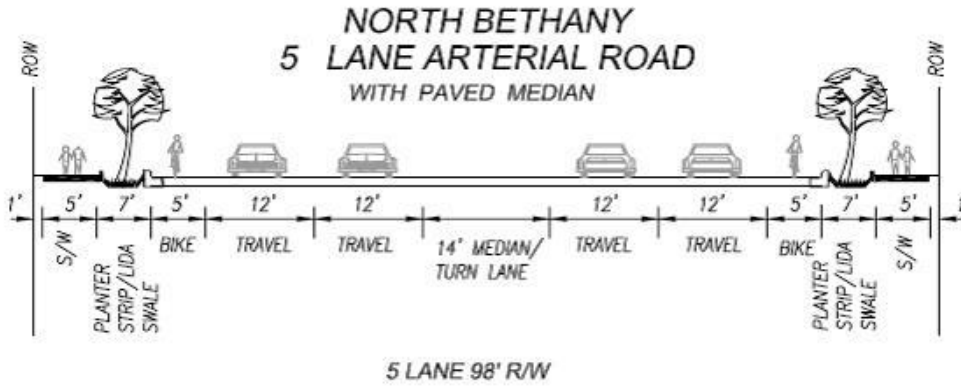 NORTH BETHANY
5 LANE ARTERIAL ROAD
WITH PAVED MEDIAN
ROW
ROW
1' 5' 7' 5' 12' 12' 12' 12' 5' 7' 5' 1'
S/W
PLANTER
STRIP/LIDA
SWALE
BIKE
TRAVEL
TRAVEL
14' MEDIAN/
TURN LANE
TRAVEL
TRAVEL
BIKE
PLANTER
STRIP/LIDA
SWALE
S/W
5 LANE 98' R/W